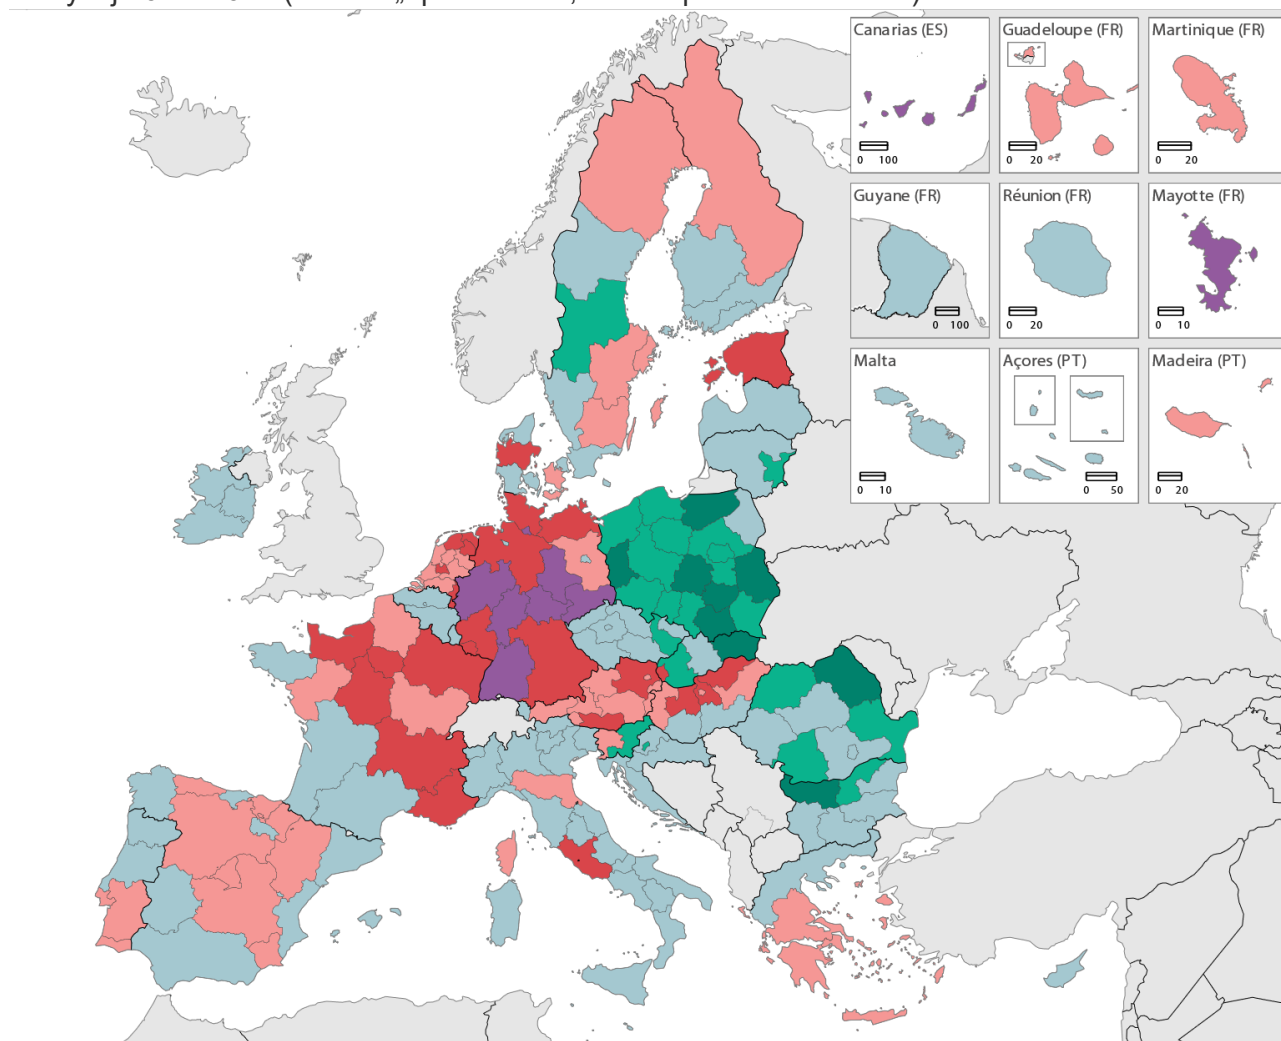 Canarias (ES)
0 100
Guadeloupe (FR)
0 20
Martinique (FR)
0 20
Guyane (FR)
0 100
Réunion (FR)
0 20
Mayotte (FR)
0 10
Malta
0 10
Açores (PT)
0 50
Madeira (PT)
0 20